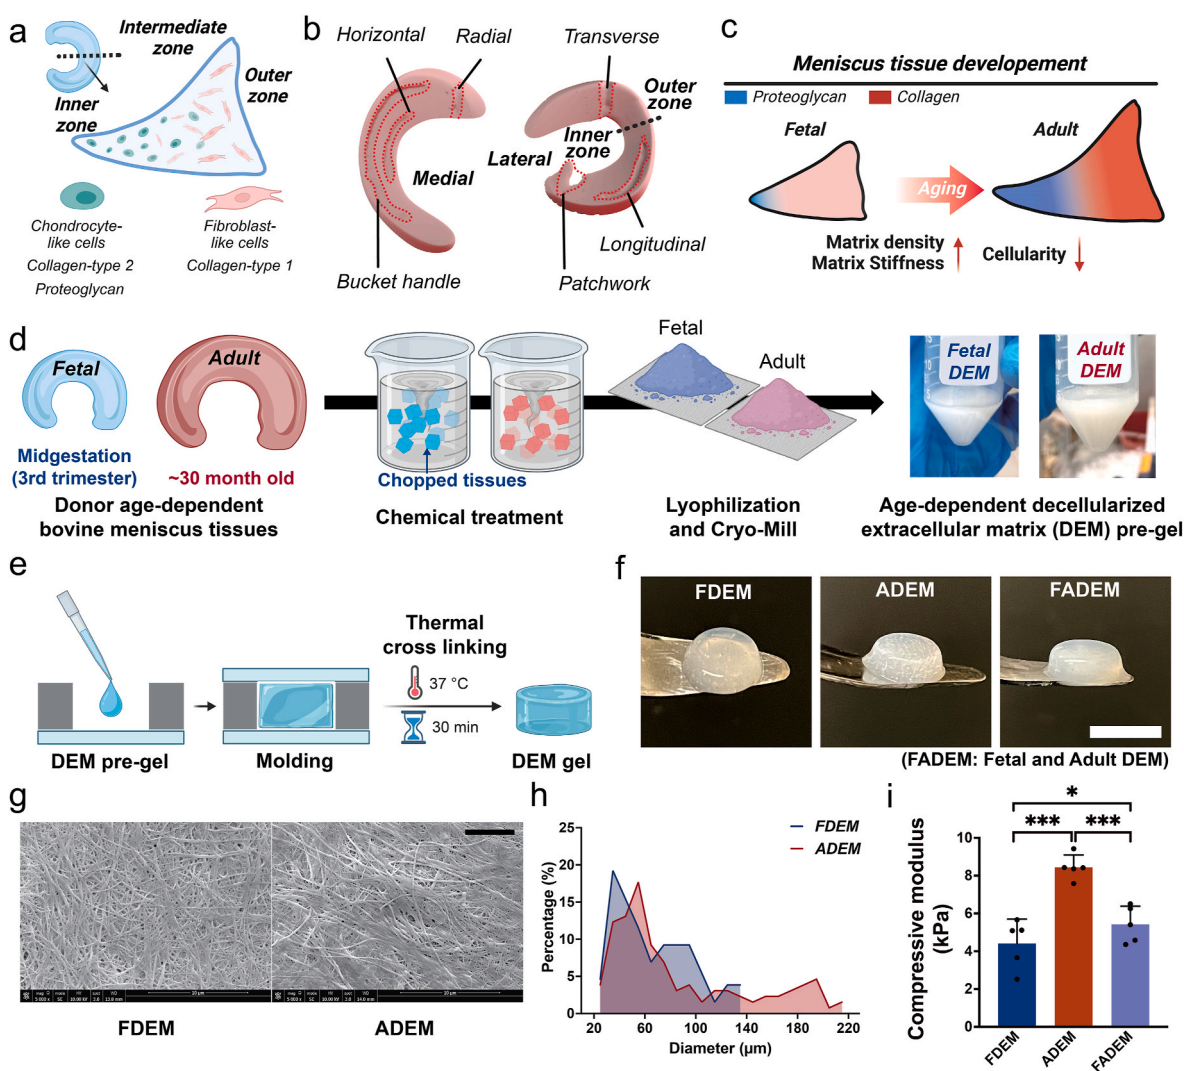 a
Intermediate
zone
Outer
zone
Inner
zone
Chondrocyte-
like cells
Collagen-type 2
Proteoglycan
Fibroblast-
like cells
Collagen-type 1
b
Horizontal
Radial
Transverse
Outer
zone
Inner
zone
Lateral
Medial
Longitudinal
Bucket handle
Patchwork
c
Meniscus tissue developement
Proteoglycan
Collagen
Fetal
Adult
Aging
Matrix density
Matrix Stiffness
Cellularity
d
Fetal
Adult
Midgestation
(3rd trimester)
~30 month old
Donor age-dependent
bovine meniscus tissues
Chopped tissues
Chemical treatment
Fetal
Adult
Lyophilization
and Cryo-Mill
Fetal
DEM
Adult
DEM
Age-dependent decellularized
extracellular matrix (DEM) pre-gel
e
Thermal
cross linking
37 °C
30 min
DEM pre-gel
Molding
DEM gel
f
FDEM
ADEM
FADEM
(FADEM: Fetal and Adult DEM)
g
FDEM
ADEM
h
FDEM
ADEM
Percentage (%)
25
20
15
10
5
0
20
60
100
140
180
220
Diameter (μm)
i
*
***
***
Compressive modulus
(kPa)
10
8
6
4
2
0
FDEM
ADEM
FADEM